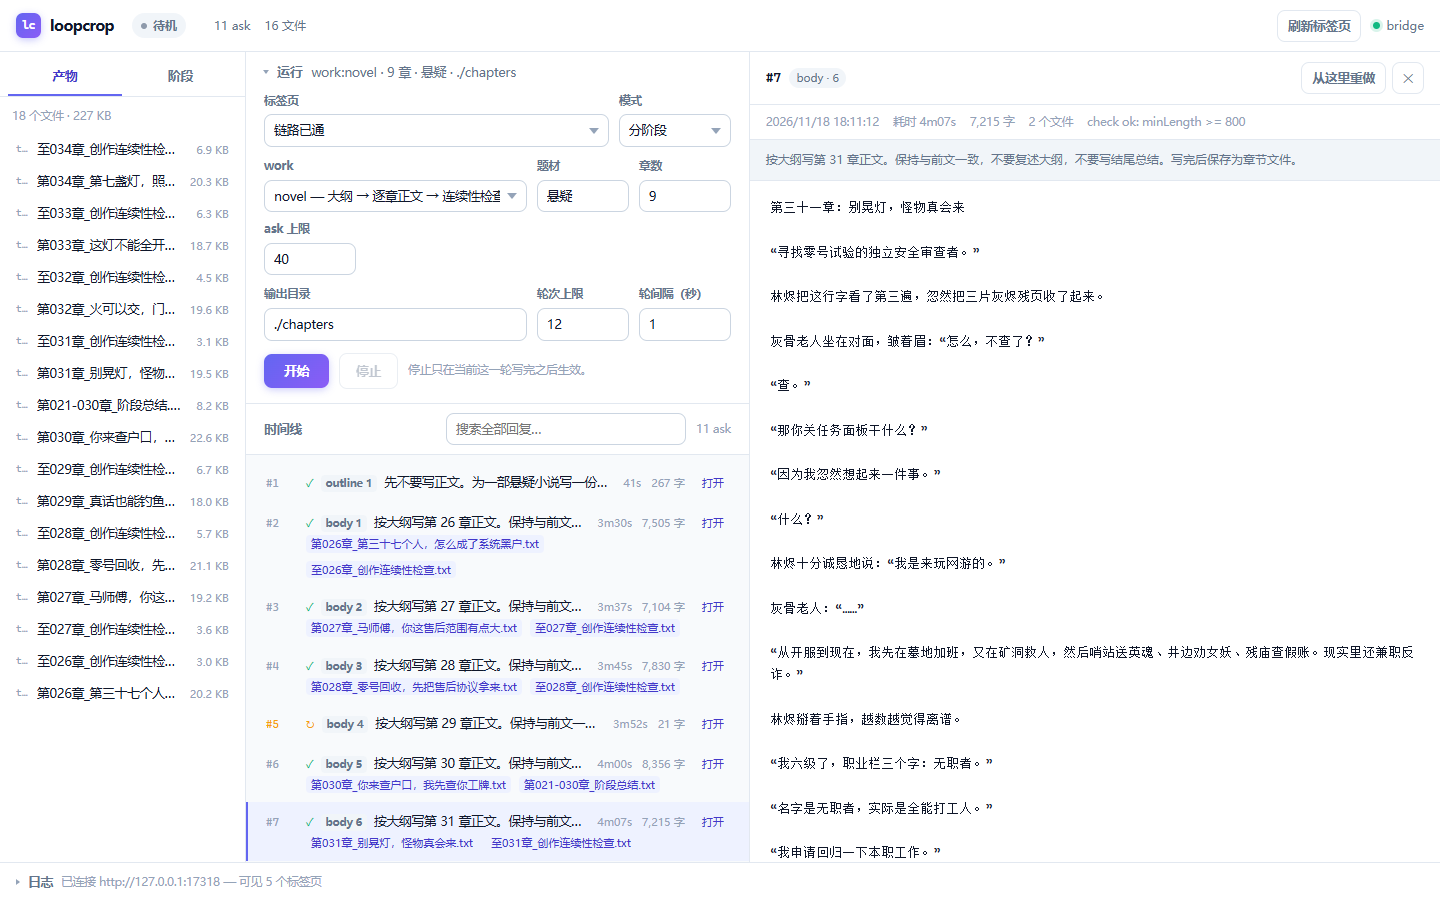 lc loopcrop 待机 11 ask 16 文件 刷新标签页 bridge
产物 阶段
18 个文件 · 227 KB
t… 至034章_创作连续性检... 6.9 KB
t… 第034章_第七盏灯，照... 20.3 KB
t… 至033章_创作连续性检... 6.3 KB
t… 第033章_这灯不能全开... 18.7 KB
t… 至032章_创作连续性检... 4.5 KB
t… 第032章_火可以交，门... 19.6 KB
t… 至031章_创作连续性检... 3.1 KB
t… 第031章_别晃灯，怪物... 19.5 KB
t… 第021-030章_阶段总结.... 8.2 KB
t… 第030章_你来查户口，... 22.6 KB
t… 至029章_创作连续性检... 6.7 KB
t… 第029章_真话也能钓鱼... 18.0 KB
t… 至028章_创作连续性检... 5.7 KB
t… 第028章_零号回收，先... 21.1 KB
t… 第027章_马师傅，你这... 19.2 KB
t… 至027章_创作连续性检... 3.6 KB
t… 至026章_创作连续性检... 3.0 KB
t… 第026章_第三十七个人... 20.2 KB
运行 work:novel · 9 章 · 悬疑 · ./chapters
标签页 模式
链路已通 分阶段
work 题材 章数
novel — 大纲 → 逐章正文 → 连续性检查 悬疑 9
ask 上限
40
输出目录 轮次上限 轮间隔（秒）
./chapters 12 1
开始 停止 停止只在当前这一轮写完之后生效。
时间线 搜索全部回复... 11 ask
#1 ✓ outline 1 先不要写正文。为一部悬疑小说写一份... 41s 267 字 打开
#2 ✓ body 1 按大纲写第 26 章正文。保持与前文... 3m30s 7,505 字 打开
第026章_第三十七个人，怎么成了系统黑户.txt
至026章_创作连续性检查.txt
#3 ✓ body 2 按大纲写第 27 章正文。保持与前文... 3m37s 7,104 字 打开
第027章_马师傅，你这售后范围有点大.txt 至027章_创作连续性检查.txt
#4 ✓ body 3 按大纲写第 28 章正文。保持与前文... 3m45s 7,830 字 打开
第028章_零号回收，先把售后协议拿来.txt 至028章_创作连续性检查.txt
#5 ↻ body 4 按大纲写第 29 章正文。保持与前文一... 3m52s 21 字 打开
#6 ✓ body 5 按大纲写第 30 章正文。保持与前文... 4m00s 8,356 字 打开
第030章_你来查户口，我先查你工牌.txt 第021-030章_阶段总结.txt
#7 ✓ body 6 按大纲写第 31 章正文。保持与前文... 4m07s 7,215 字 打开
第031章_别晃灯，怪物真会来.txt 至031章_创作连续性检查.txt
#7 body · 6 从这里重做 ×
2026/11/18 18:11:12 耗时 4m07s 7,215 字 2 个文件 check ok: minLength >= 800
按大纲写第 31 章正文。保持与前文一致，不要复述大纲，不要写结尾总结。写完后保存为章节文件。
第三十一章：别晃灯，怪物真会来
“寻找零号试验的独立安全审查者。”
林烬把这行字看了第三遍，忽然把三片灰烬残页收了起来。
灰骨老人坐在对面，皱着眉：“怎么，不查了？”
“查。”
“那你关任务面板干什么？”
“因为我忽然想起来一件事。”
“什么？”
林烬十分诚恳地说：“我是来玩网游的。”
灰骨老人：“……”
“从开服到现在，我先在墓地加班，又在矿洞救人，然后哨站送英魂、井边劝女妖、残庙查假账。现实里还兼职反
诈。”
林烬掰着手指，越数越觉得离谱。
“我六级了，职业栏三个字：无职者。”
“名字是无职者，实际是全能打工人。”
“我申请回归一下本职工作。”
日志 已连接 http://127.0.0.1:17318 — 可见 5 个标签页